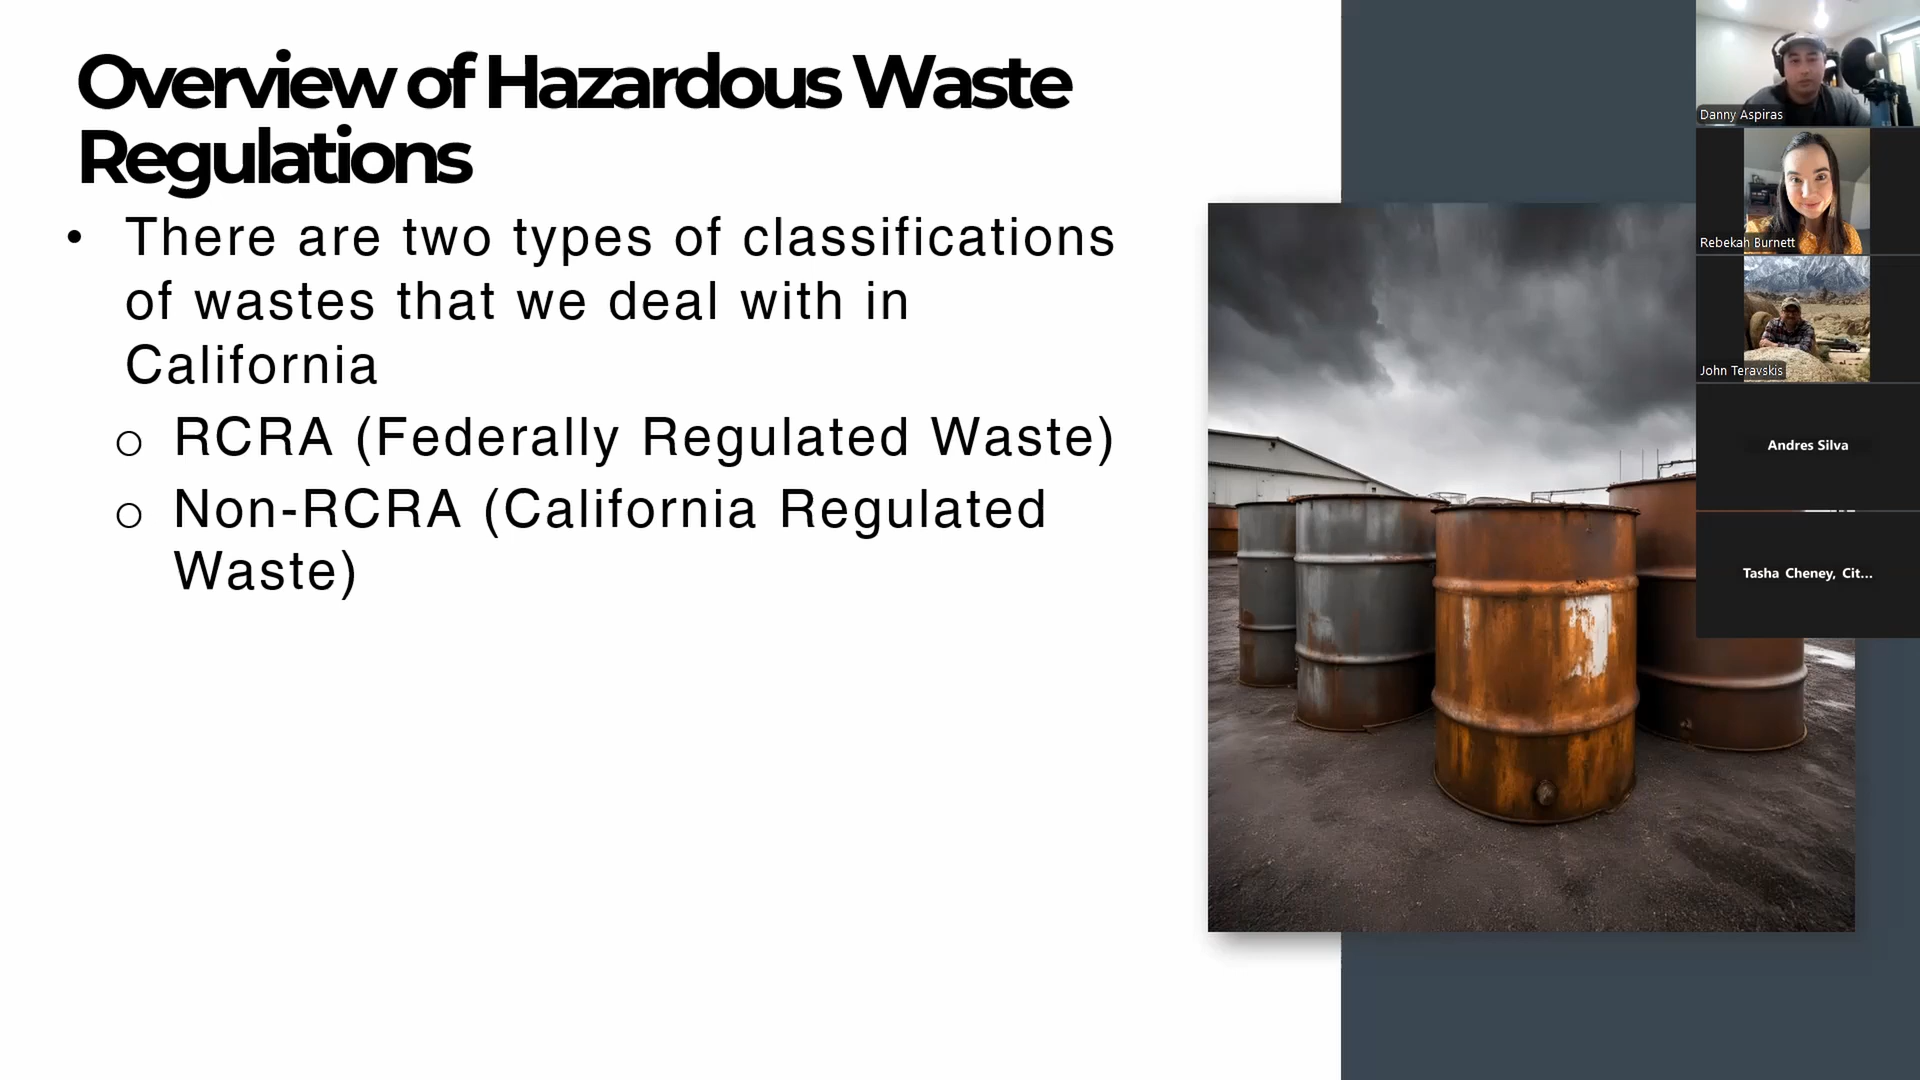 Overview of Hazardous Waste
Regulations
• There are two types of classifications
of wastes that we deal with in
California
o RCRA (Federally Regulated Waste)
o Non-RCRA (California Regulated
Waste)
Danny Aspiras
Rebekah Burnett
John Teravskis
Andres Silva
Tasha Cheney, Cit...